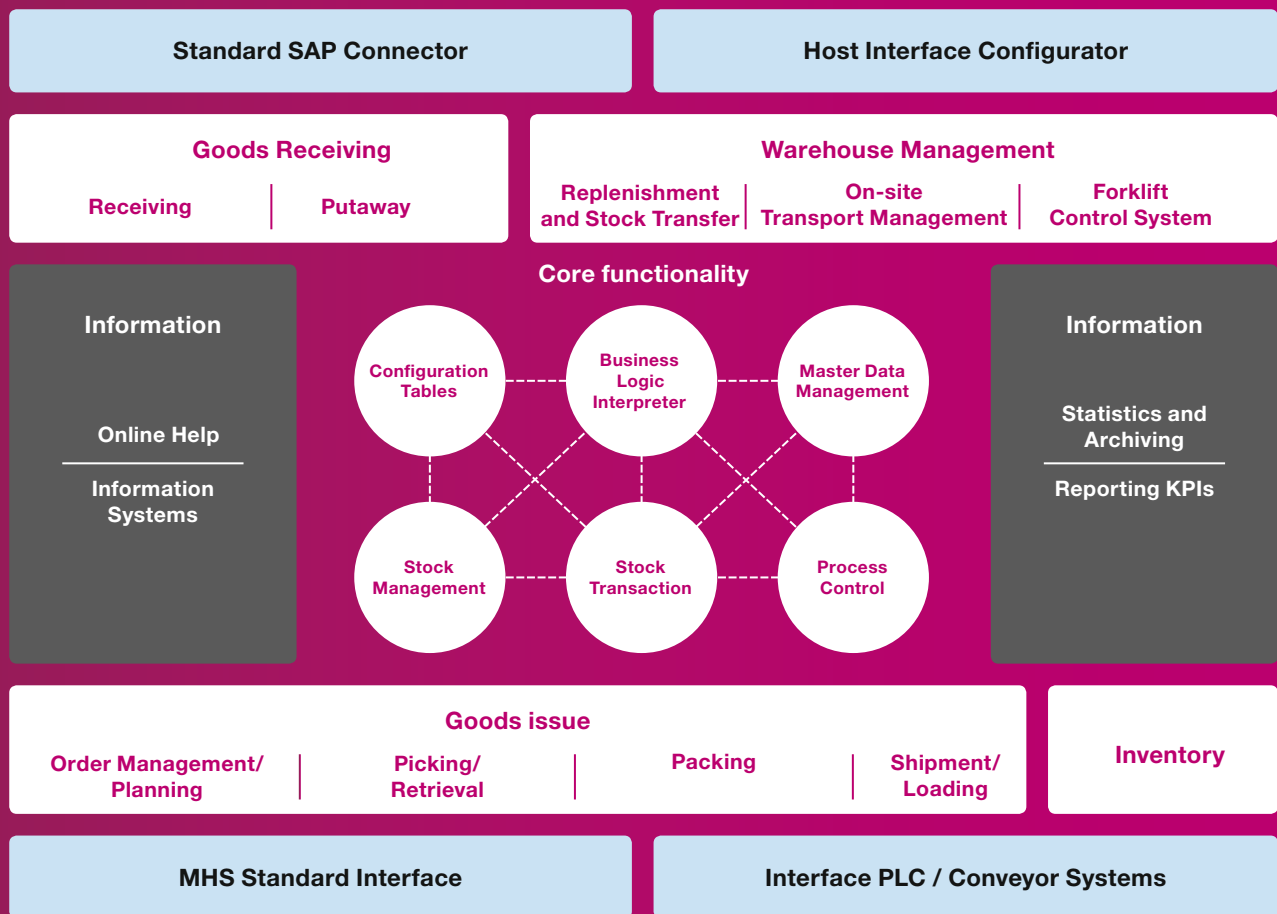 Standard SAP Connector
Host Interface Configurator
Goods Receiving
Receiving
Putaway
Warehouse Management
Replenishment
and Stock Transfer
On-site
Transport Management
Forklift
Control System
Information
Online Help
Information
Systems
Core functionality
Configuration
Tables
Business
Logic
Interpreter
Master Data
Management
Stock
Management
Stock
Transaction
Process
Control
Information
Statistics and
Archiving
Reporting KPIs
Goods issue
Order Management/
Planning
Picking/
Retrieval
Packing
Shipment/
Loading
Inventory
MHS Standard Interface
Interface PLC / Conveyor Systems